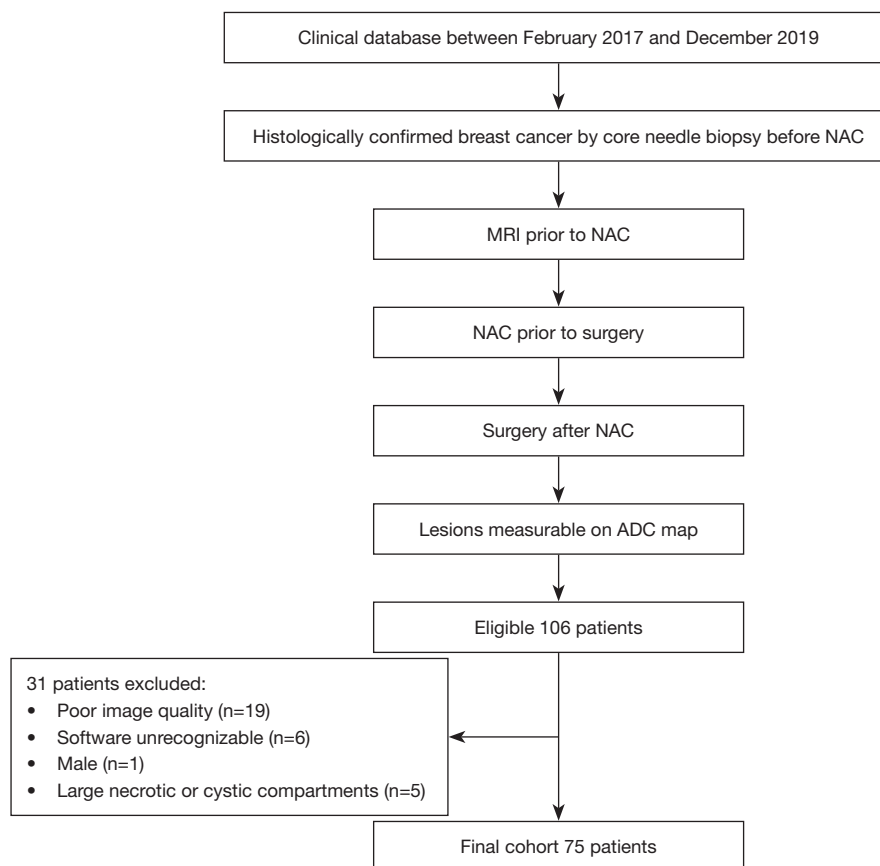 Clinical database between February 2017 and December 2019
Histologically confirmed breast cancer by core needle biopsy before NAC
MRI prior to NAC
NAC prior to surgery
Surgery after NAC
Lesions measurable on ADC map
Eligible 106 patients
31 patients excluded:
• Poor image quality (n=19)
• Software unrecognizable (n=6)
• Male (n=1)
• Large necrotic or cystic compartments (n=5)
Final cohort 75 patients